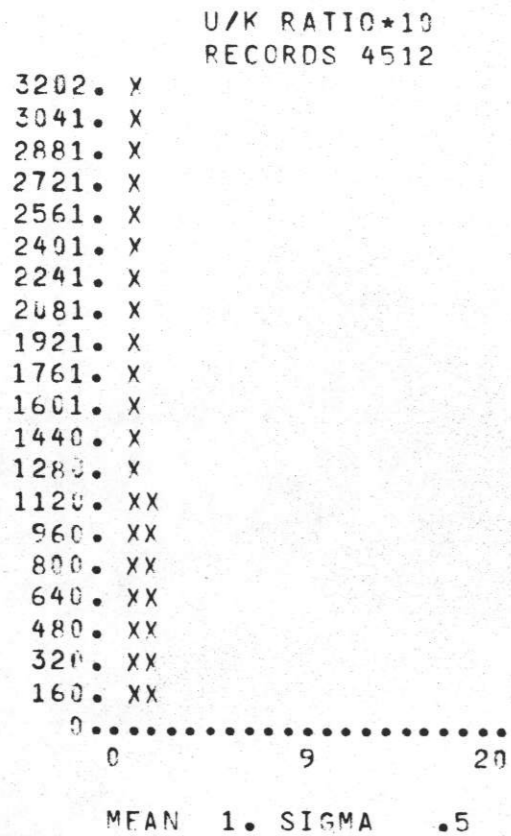 U/K RATIO*10
RECORDS 4512
3202. X
3041. X
2881. X
2721. X
2561. X
2401. X
2241. X
2081. X
1921. X
1761. X
1601. X
1440. X
1280. X
1120. XX
960. XX
800. XX
640. XX
480. XX
320. XX
160. XX
0......................
0 9 20
MEAN 1. SIGMA .5